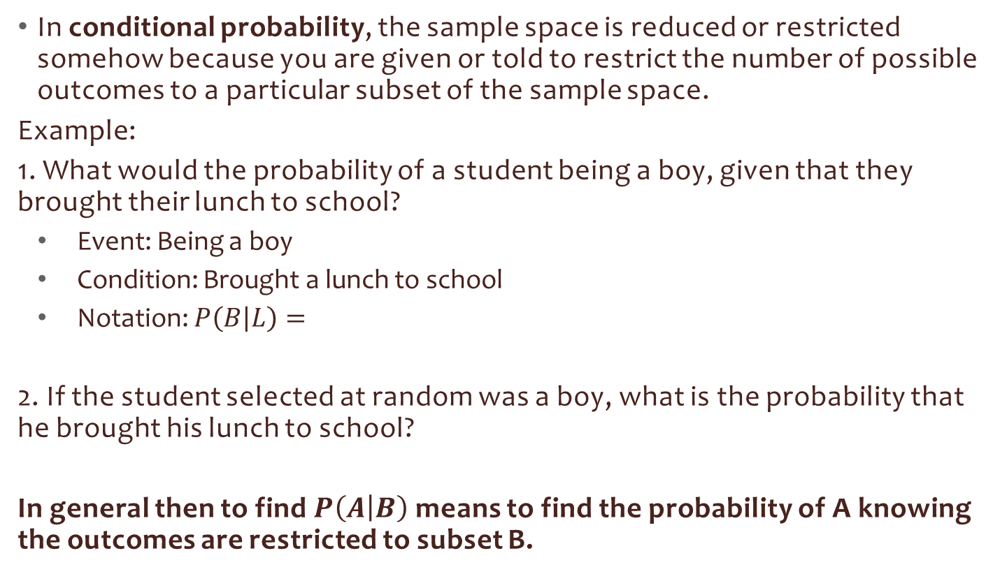 • In conditional probability, the sample space is reduced or restricted
somehow because you are given or told to restrict the number of possible
outcomes to a particular subset of the sample space.
Example:
1. What would the probability of a student being a boy, given that they
brought their lunch to school?
• Event: Being a boy
• Condition: Brought a lunch to school
• Notation: P(B|L) =
2. If the student selected at random was a boy, what is the probability that
he brought his lunch to school?
In general then to find P(A|B) means to find the probability of A knowing
the outcomes are restricted to subset B.